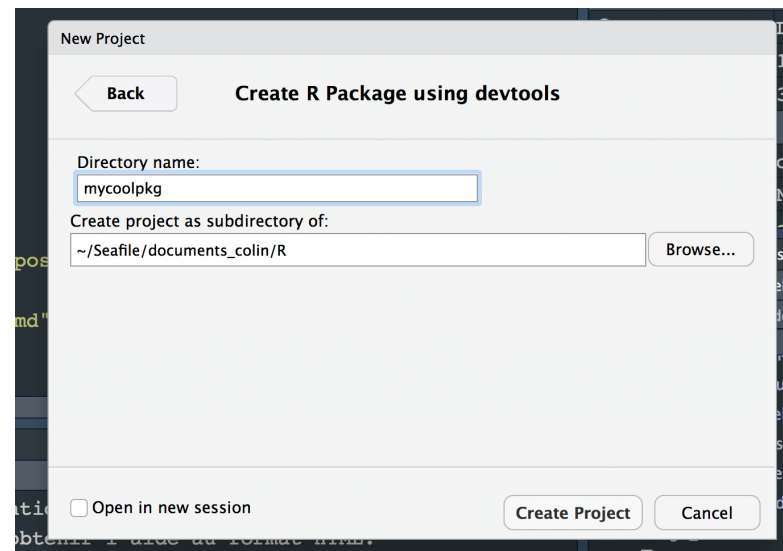 New Project
Back
Create R Package using devtools
Directory name:
mycoolpkg
Create project as subdirectory of:
~/Seafile/documents_colin/R
Browse...
md"
Open in new session
Create Project
Cancel